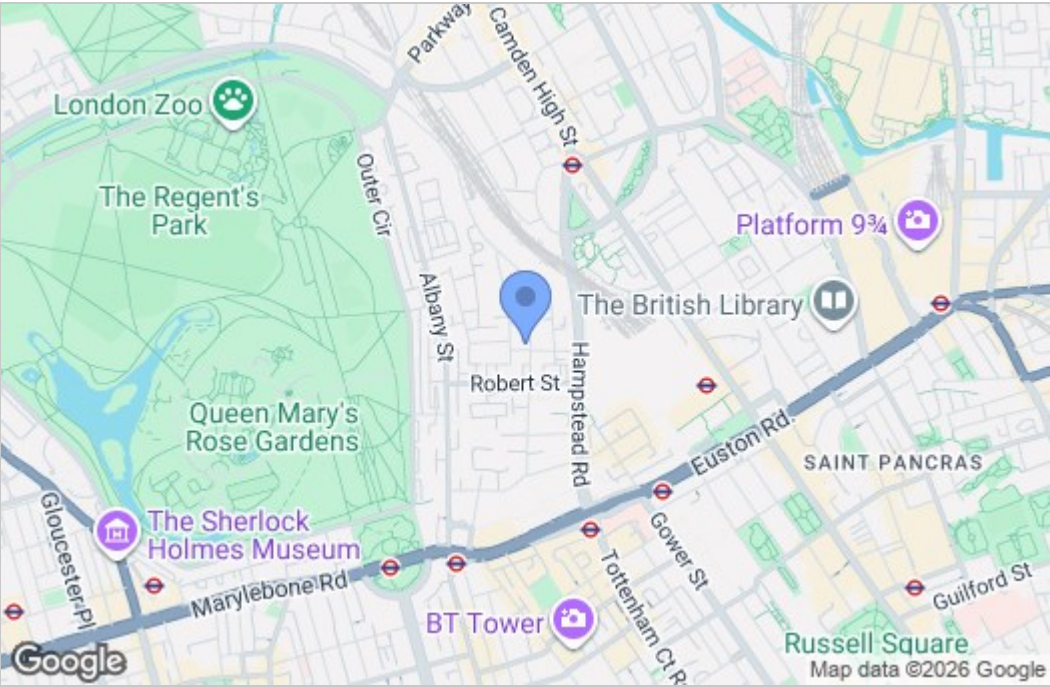 Parkway
Camden High St
London Zoo
Outer Cir
The Regent's
Park
Platform 9¾
Albany St
The British Library
Robert St
Hampstead Rd
Queen Mary's
Rose Gardens
Euston Rd.
SAINT PANCRAS
Gloucester Pl
The Sherlock
Holmes Museum
Gower St
Marylebone Rd
Tottenham Ct R
Guilford St
BT Tower
Russell Square
Google
Map data ©2026 Google